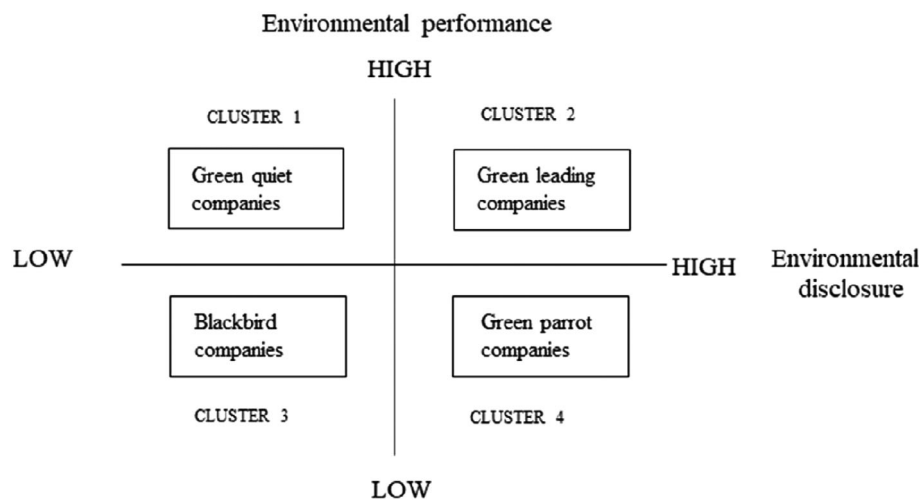 Environmental performance
HIGH
CLUSTER 1
CLUSTER 2
Green quiet
companies
Green leading
companies
LOW
HIGH
Environmental
disclosure
Blackbird
companies
Green parrot
companies
CLUSTER 3
CLUSTER 4
LOW